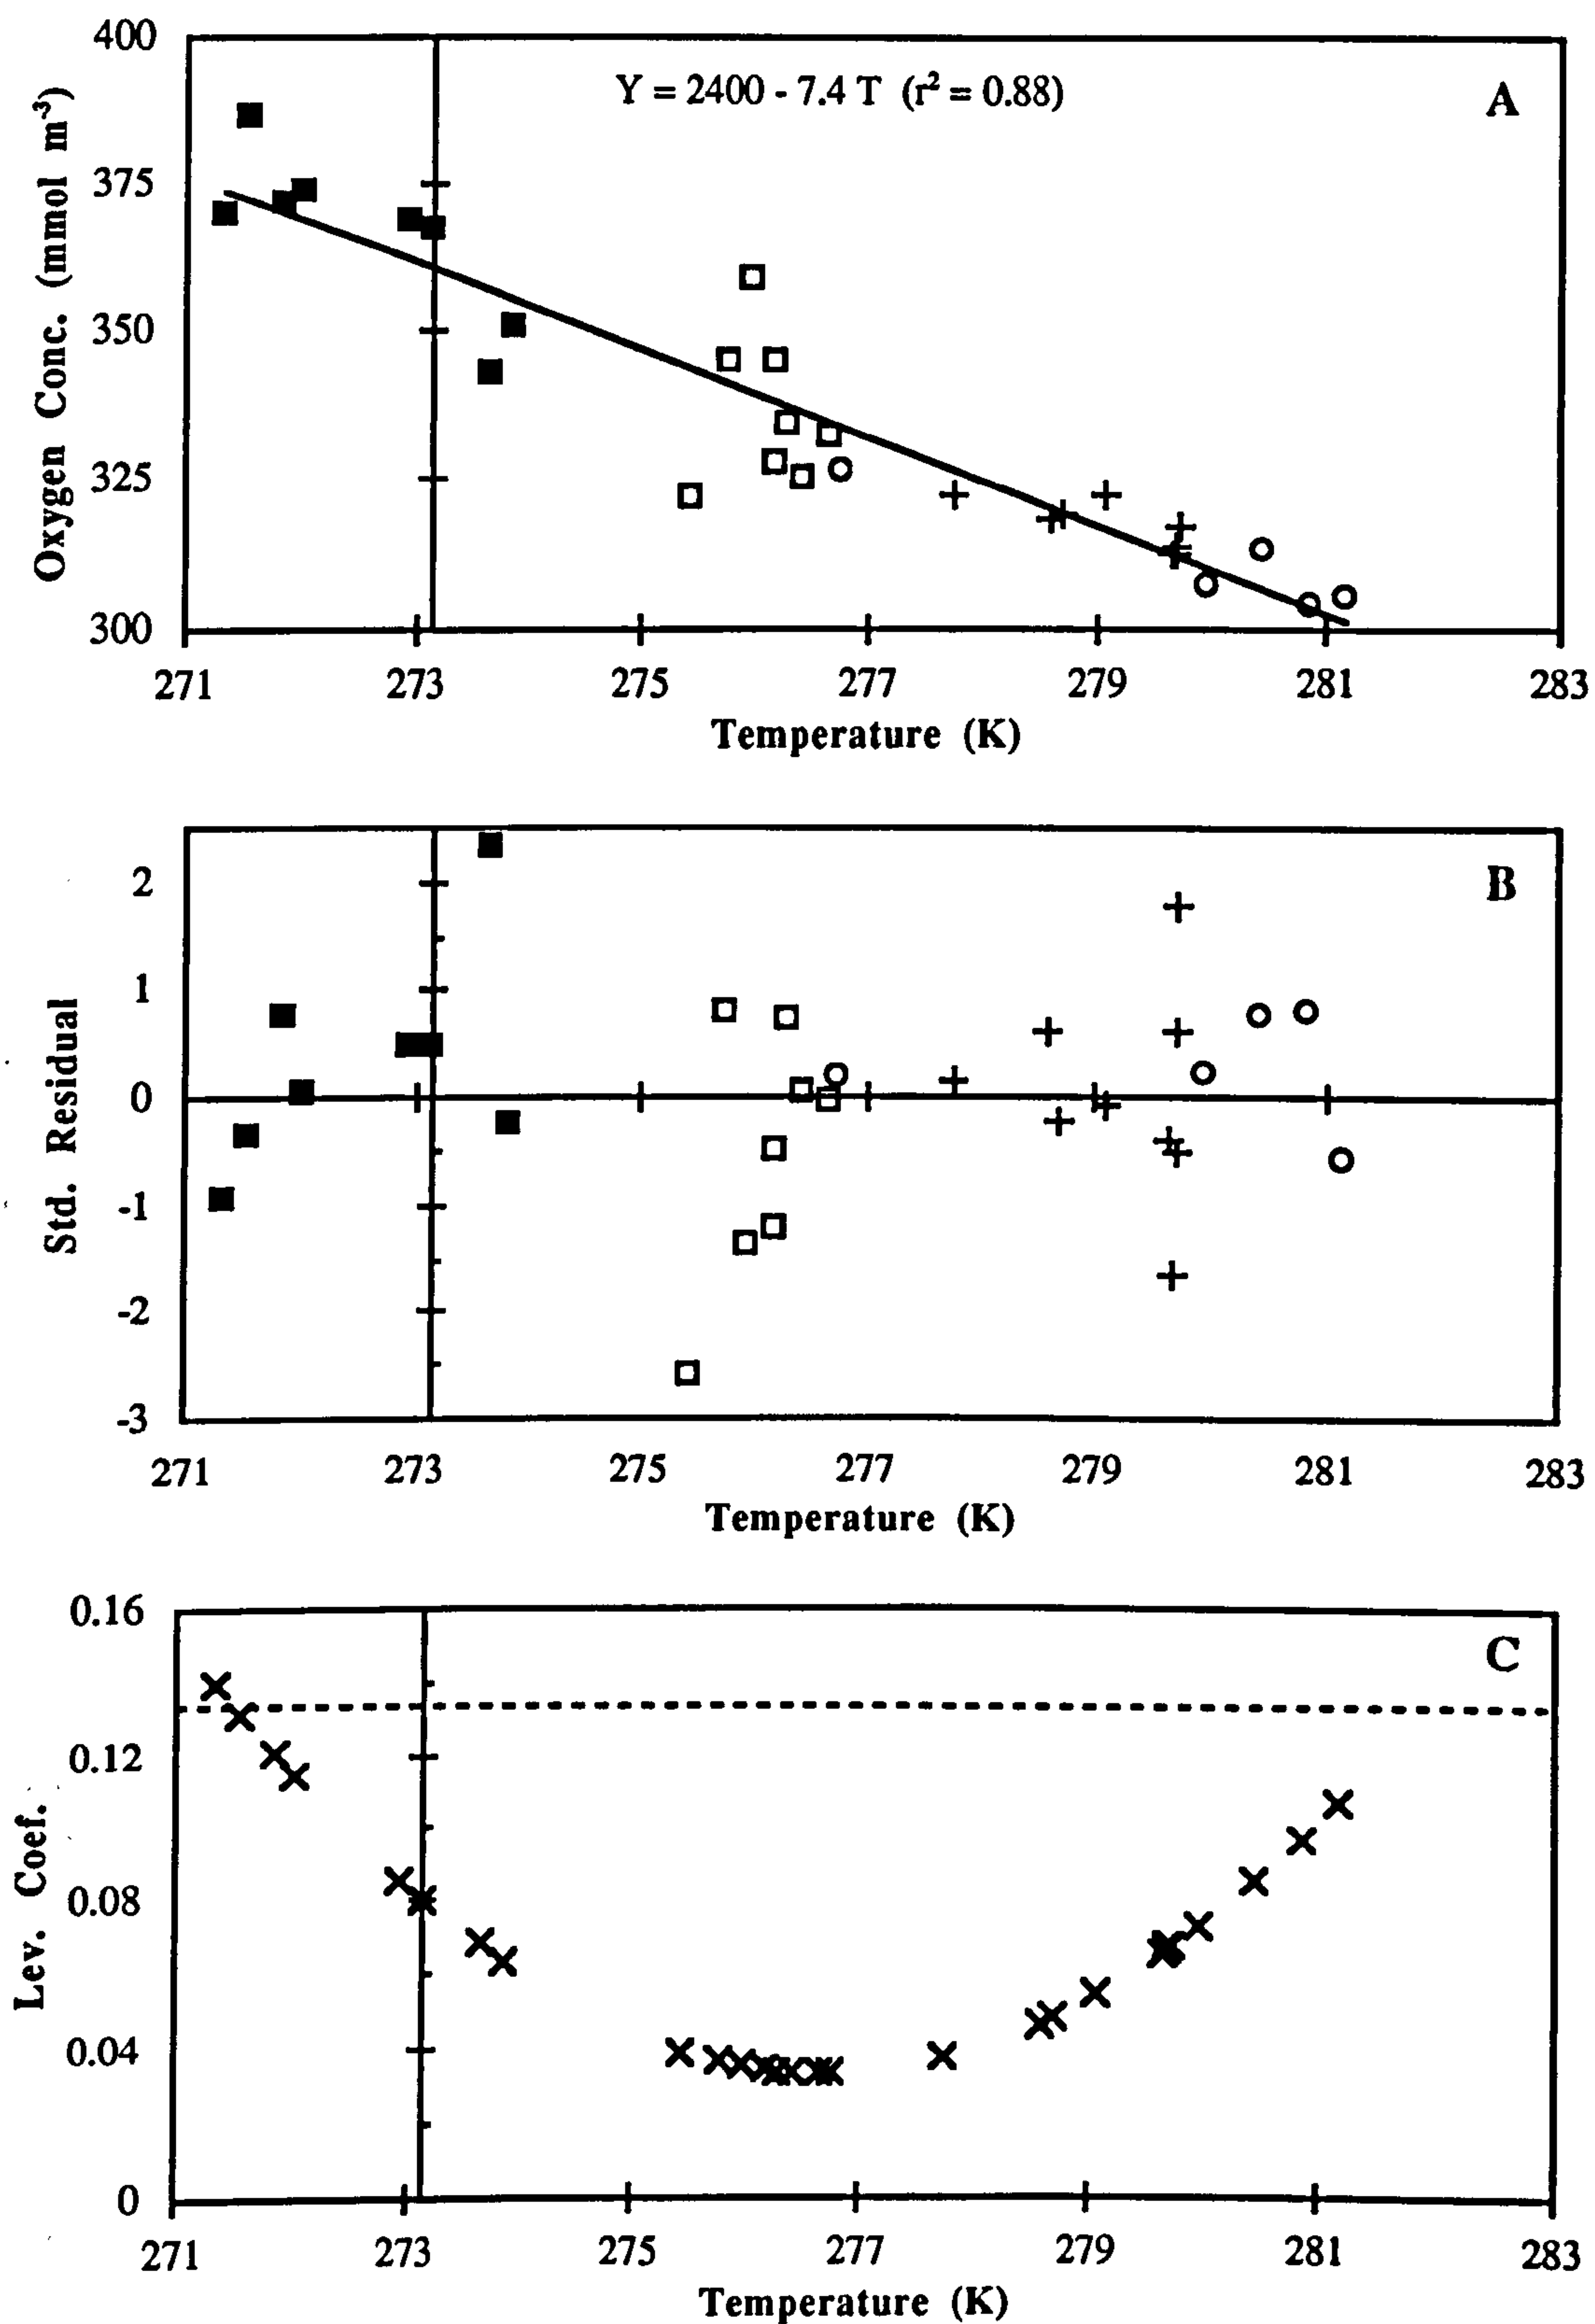 400
Y = 2400 - 7.4 T (r² = 0.88)
A
375
350
325
300
Oxygen Conc. (mmol m⁻³)
271 273 275 277 279 281 283
Temperature (K)
B
2
1
0
-1
-2
-3
Std. Residual
271 273 275 277 279 281 283
Temperature (K)
0.16
C
0.12
0.08
0.04
0
Lev. Coef.
271 273 275 277 279 281 283
Temperature (K)